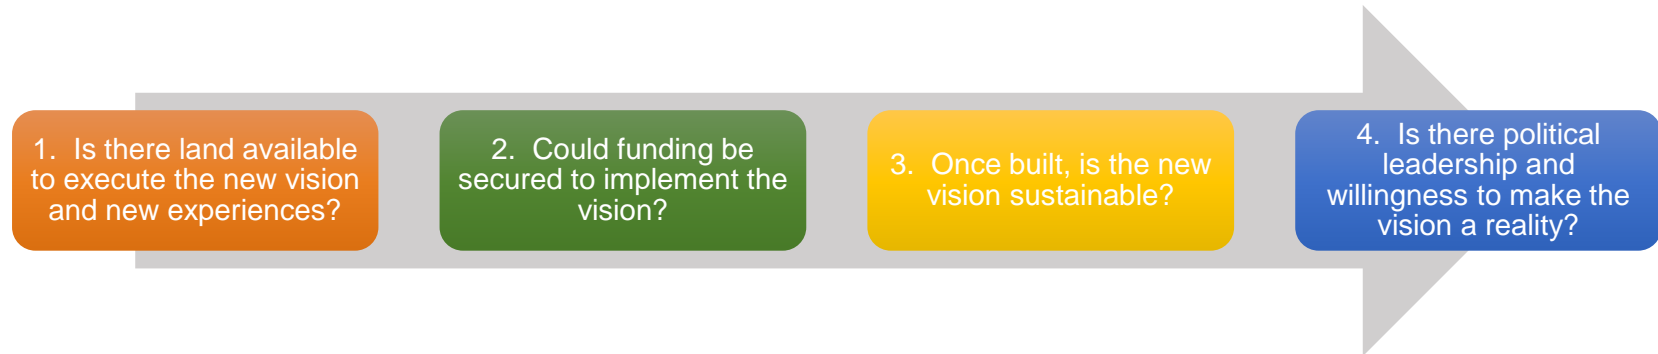 1.  Is there land available
to execute the new vision
and new experiences?
2.  Could funding be
secured to implement the
vision?
3.  Once built, is the new
vision sustainable?
4.  Is there political
leadership and
willingness to make the
vision a reality?